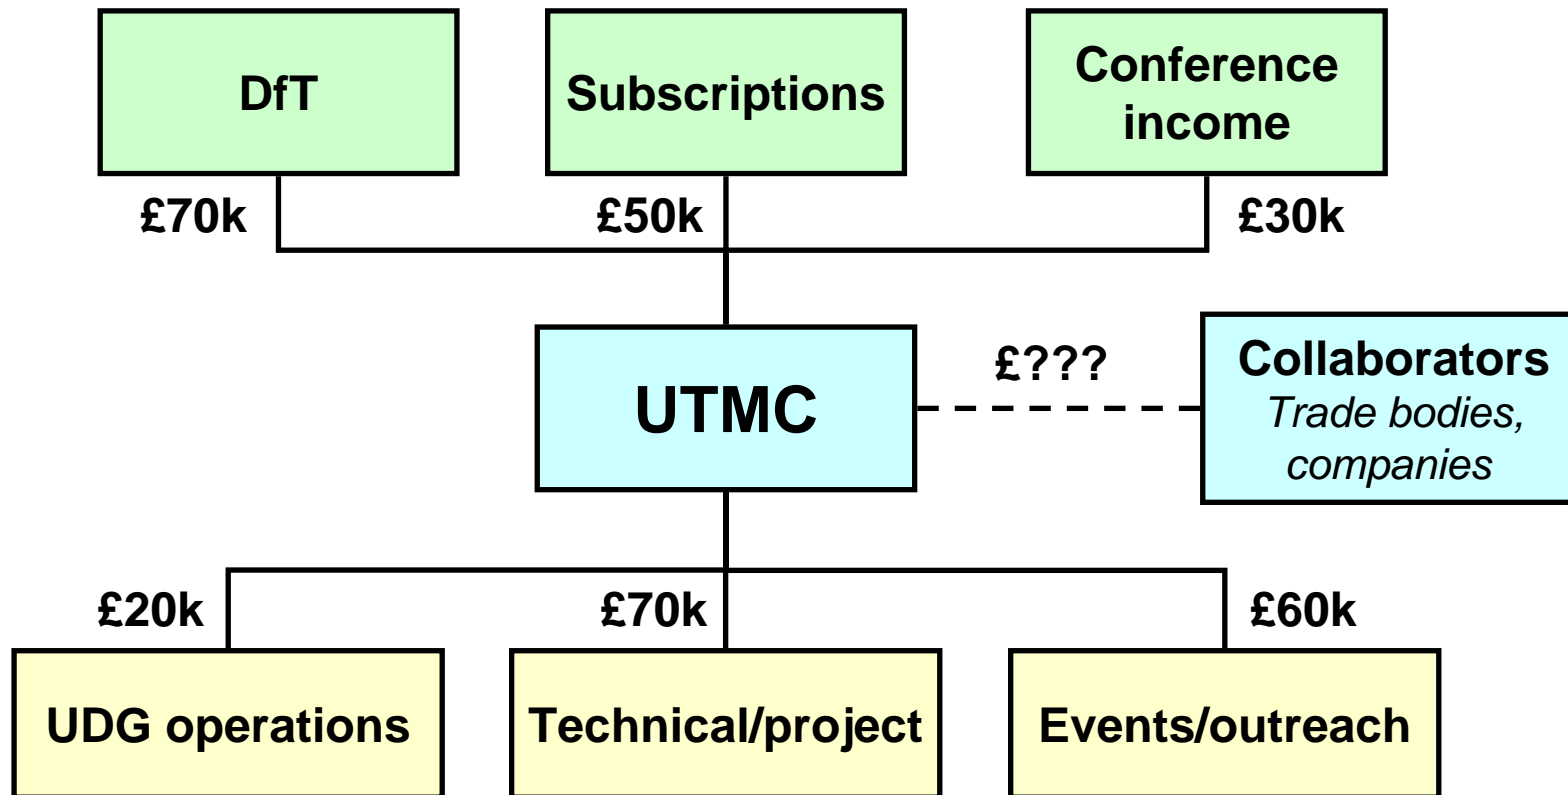 DfT
Subscriptions
Conference
income
£70k
£50k
£30k
UTMC
£???
Collaborators
Trade bodies,
companies
£20k
£70k
£60k
UDG operations
Technical/project
Events/outreach